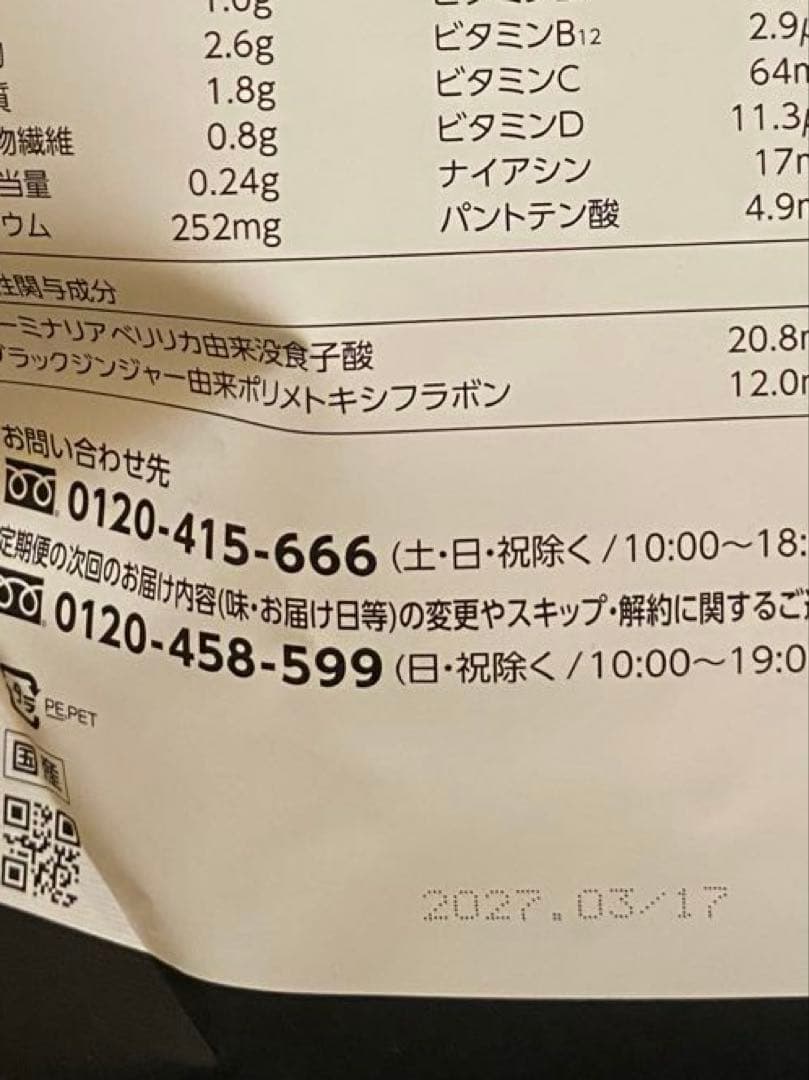 2.6g
1.8g
物繊維 0.8g
当量 0.24g
ウム 252mg
ビタミンB12 2.9
ビタミンC 64
ビタミンD 11.3
ナイアシン 17
パントテン酸 4.9
性関与成分
ーミナリアベリリカ由来没食子酸 20.8
ブラックジンジャー由来ポリメトキシフラボン 12.0
お問い合わせ先
0120-415-666 (土・日・祝除く/10:00〜18:
定期便の次回のお届け内容(味・お届け日等)の変更やスキップ・解約に関するご
0120-458-599 (日・祝除く/10:00〜19:0
PE,PET
国産
2027.03/17